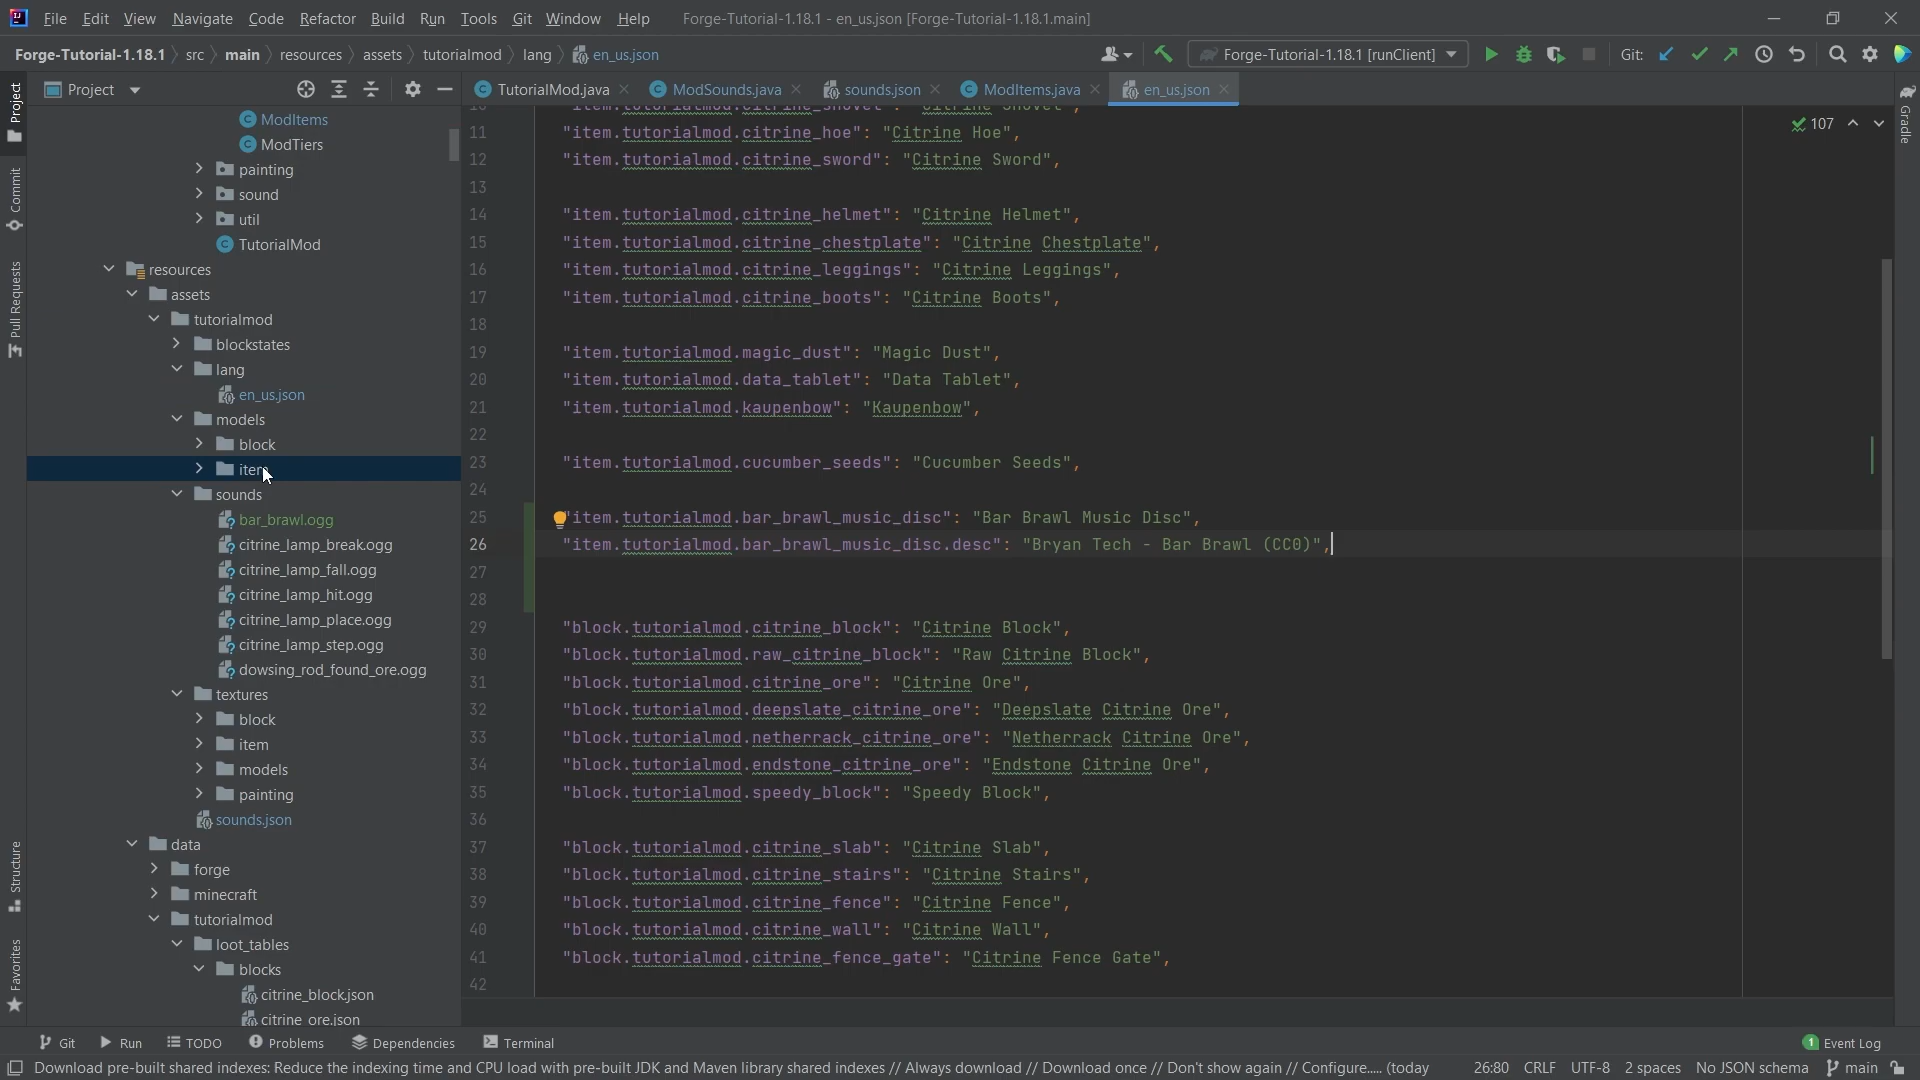 File Edit View Navigate Code Refactor Build Run Tools Git Window Help Forge-Tutorial-1.18.1 - en_us.json [Forge-Tutorial-1.18.1.main]
Forge-Tutorial-1.18.1 src main resources assets tutorialmod lang en_us.json Forge-Tutorial-1.18.1 [runClient] Git:
Project TutorialMod.java ModSounds.java sounds.json ModItems.java en_us.json
Project
Commit
Pull Requests
Structure
Favorites
Gradle
ModItems
ModTiers
painting
sound
util
TutorialMod
resources
assets
tutorialmod
blockstates
lang
en_us.json
models
block
item
sounds
bar_brawl.ogg
citrine_lamp_break.ogg
citrine_lamp_fall.ogg
citrine_lamp_hit.ogg
citrine_lamp_place.ogg
citrine_lamp_step.ogg
dowsing_rod_found_ore.ogg
textures
block
item
models
painting
sounds.json
data
forge
minecraft
tutorialmod
loot_tables
blocks
citrine_block.json
citrine_ore.json
107
11 "item.tutorialmod.citrine_hoe": "Citrine Hoe",
12 "item.tutorialmod.citrine_sword": "Citrine Sword",
13
14 "item.tutorialmod.citrine_helmet": "Citrine Helmet",
15 "item.tutorialmod.citrine_chestplate": "Citrine Chestplate",
16 "item.tutorialmod.citrine_leggings": "Citrine Leggings",
17 "item.tutorialmod.citrine_boots": "Citrine Boots",
18
19 "item.tutorialmod.magic_dust": "Magic Dust",
20 "item.tutorialmod.data_tablet": "Data Tablet",
21 "item.tutorialmod.kaupenbow": "Kaupenbow",
22
23 "item.tutorialmod.cucumber_seeds": "Cucumber Seeds",
24
25 "item.tutorialmod.bar_brawl_music_disc": "Bar Brawl Music Disc",
26 "item.tutorialmod.bar_brawl_music_disc.desc": "Bryan Tech - Bar Brawl (CC0)",
27
28
29 "block.tutorialmod.citrine_block": "Citrine Block",
30 "block.tutorialmod.raw_citrine_block": "Raw Citrine Block",
31 "block.tutorialmod.citrine_ore": "Citrine Ore",
32 "block.tutorialmod.deepslate_citrine_ore": "Deepslate Citrine Ore",
33 "block.tutorialmod.netherrack_citrine_ore": "Netherrack Citrine Ore",
34 "block.tutorialmod.endstone_citrine_ore": "Endstone Citrine Ore",
35 "block.tutorialmod.speedy_block": "Speedy Block",
36
37 "block.tutorialmod.citrine_slab": "Citrine Slab",
38 "block.tutorialmod.citrine_stairs": "Citrine Stairs",
39 "block.tutorialmod.citrine_fence": "Citrine Fence",
40 "block.tutorialmod.citrine_wall": "Citrine Wall",
41 "block.tutorialmod.citrine_fence_gate": "Citrine Fence Gate",
42
Git Run TODO Problems Dependencies Terminal 1 Event Log
Download pre-built shared indexes: Reduce the indexing time and CPU load with pre-built JDK and Maven library shared indexes // Always download // Download once // Don't show again // Configure..... (today 26:80 CRLF UTF-8 2 spaces No JSON schema main